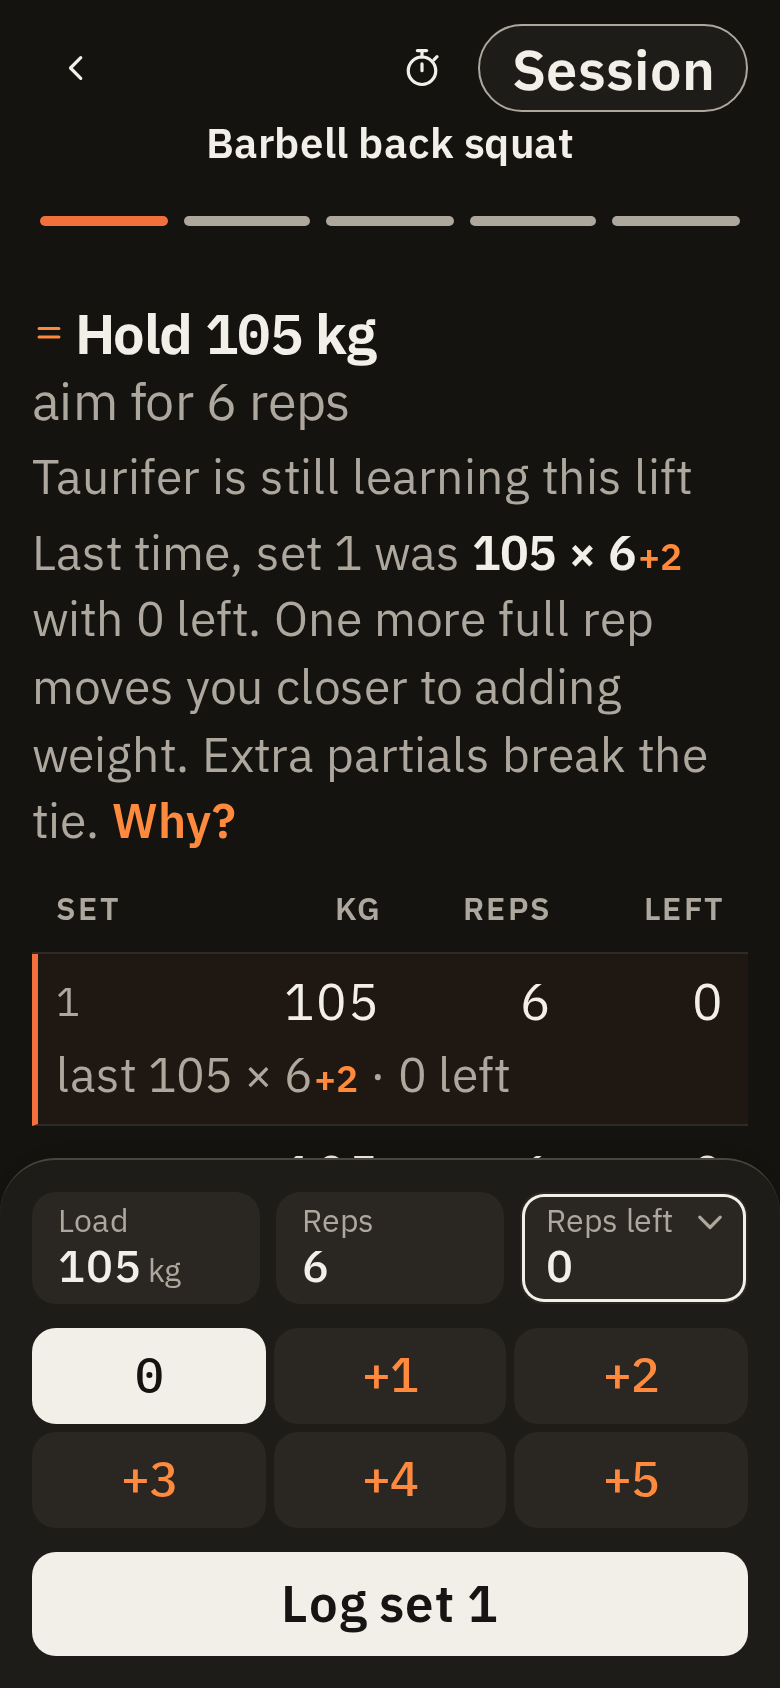 Session
Barbell back squat
= Hold 105 kg
aim for 6 reps
Taurifer is still learning this lift
Last time, set 1 was 105 × 6+2
with 0 left. One more full rep
moves you closer to adding
weight. Extra partials break the
tie. Why?
SET KG REPS LEFT
1 105 6 0
last 105 × 6+2 · 0 left
Load Reps Reps left
105 kg 6 0
0 +1 +2
+3 +4 +5
Log set 1